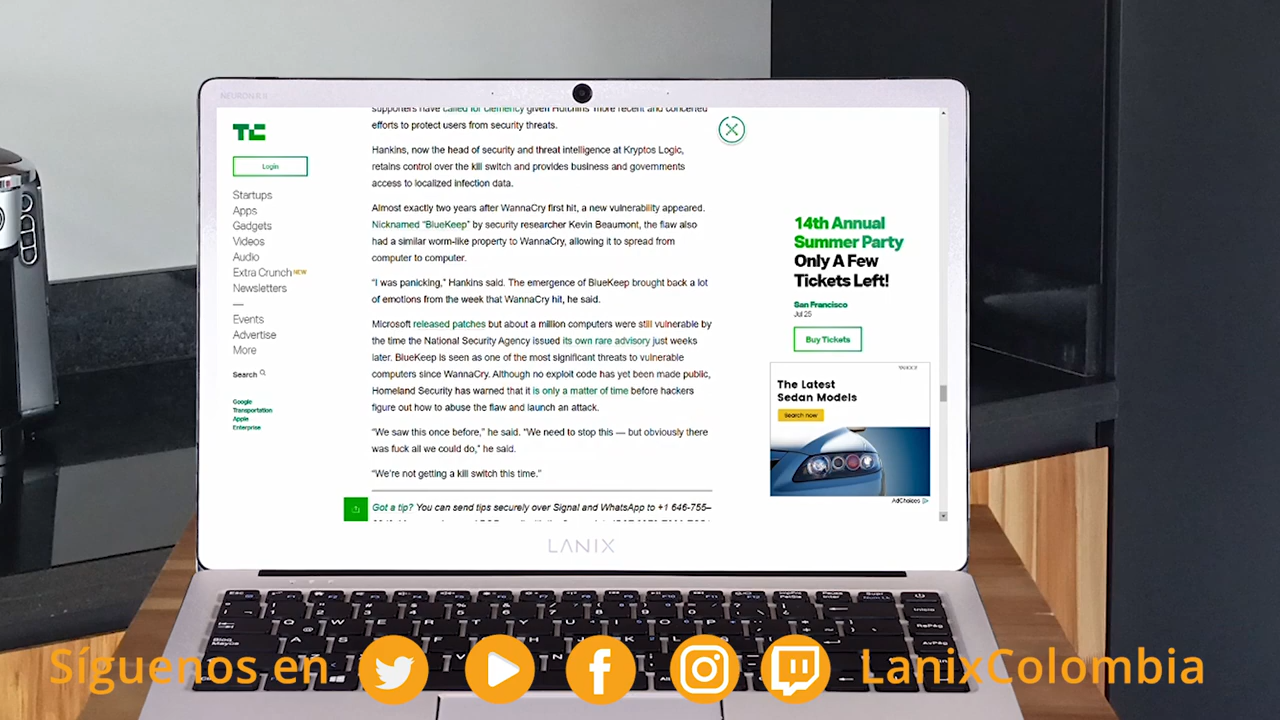 NEURON R II
TC
Login
Startups
Apps
Gadgets
Videos
Audio
Extra Crunch NEW
Newsletters
—
Events
Advertise
More
Search
Google
Transportation
Apple
Enterprise
supporters have called for clemency given Hutchins' more recent and concerted
efforts to protect users from security threats.
Hankins, now the head of security and threat intelligence at Kryptos Logic,
retains control over the kill switch and provides business and governments
access to localized infection data.
Almost exactly two years after WannaCry first hit, a new vulnerability appeared.
Nicknamed “BlueKeep” by security researcher Kevin Beaumont, the flaw also
had a similar worm-like property to WannaCry, allowing it to spread from
computer to computer.
“I was panicking,” Hankins said. The emergence of BlueKeep brought back a lot
of emotions from the week that WannaCry hit, he said.
Microsoft released patches but about a million computers were still vulnerable by
the time the National Security Agency issued its own rare advisory just weeks
later. BlueKeep is seen as one of the most significant threats to vulnerable
computers since WannaCry. Although no exploit code has yet been made public,
Homeland Security has warned that it is only a matter of time before hackers
figure out how to abuse the flaw and launch an attack.
“We saw this once before,” he said. “We need to stop this — but obviously there
was fuck all we could do,” he said.
“We're not getting a kill switch this time.”
Got a tip? You can send tips securely over Signal and WhatsApp to +1 646-755–
14th Annual
Summer Party
Only A Few
Tickets Left!
San Francisco
Jul 25
Buy Tickets
The Latest
Sedan Models
Search now
AdChoices
LANIX
Síguenos en
LanixColombia